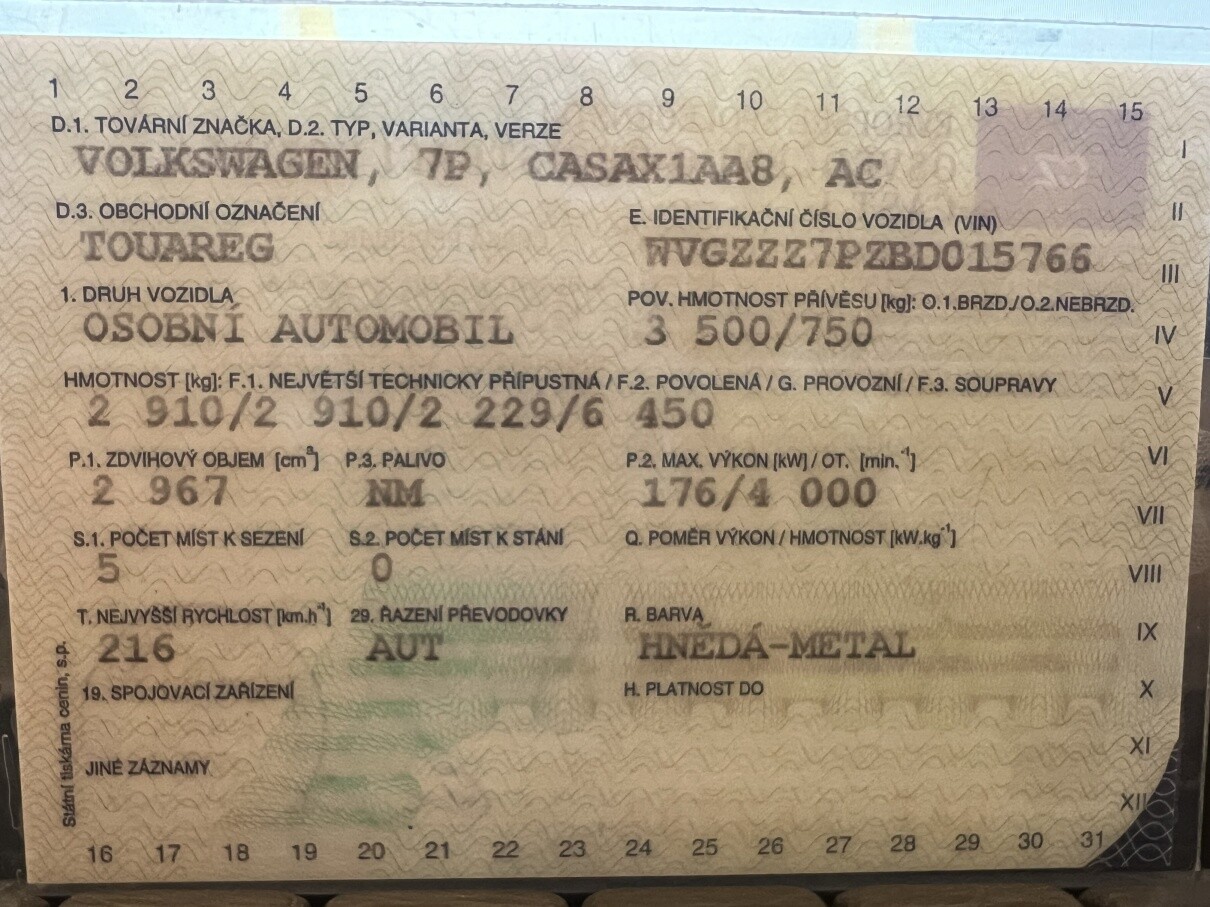 1 2 3 4 5 6 7 8 9 10 11 12 13 14 15
D.1. TOVÁRNÍ ZNAČKA, D.2. TYP, VARIANTA, VERZE
I
VOLKSWAGEN, 7P, CASAX1AA8, AC
D.3. OBCHODNÍ OZNAČENÍ E. IDENTIFIKAČNÍ ČÍSLO VOZIDLA (VIN) II
TOUAREG WVGZZZ7PZBD015766
III
1. DRUH VOZIDLA POV. HMOTNOST PŘÍVĚSU [kg]: O.1.BRZD./O.2.NEBRZD.
OSOBNÍ AUTOMOBIL 3 500/750 IV
HMOTNOST [kg]: F.1. NEJVĚTŠÍ TECHNICKY PŘÍPUSTNÁ / F.2. POVOLENÁ / G. PROVOZNÍ / F.3. SOUPRAVY
V
2 910/2 910/2 229/6 450
P.1. ZDVIHOVÝ OBJEM [cm³] P.3. PALIVO P.2. MAX. VÝKON [kW] / OT. [min.⁻¹] VI
2 967 NM 176/4 000
VII
S.1. POČET MÍST K SEZENÍ S.2. POČET MÍST K STÁNÍ Q. POMĚR VÝKON / HMOTNOST [kW.kg⁻¹]
5 0 VIII
T. NEJVYŠŠÍ RYCHLOST [km.h⁻¹] 29. ŘAZENÍ PŘEVODOVKY R. BARVA
216 AUT HNĚDÁ-METAL IX
19. SPOJOVACÍ ZAŘÍZENÍ H. PLATNOST DO X
XI
JINÉ ZÁZNAMY
XII
Státní tiskárna cenin, s.p.
16 17 18 19 20 21 22 23 24 25 26 27 28 29 30 31